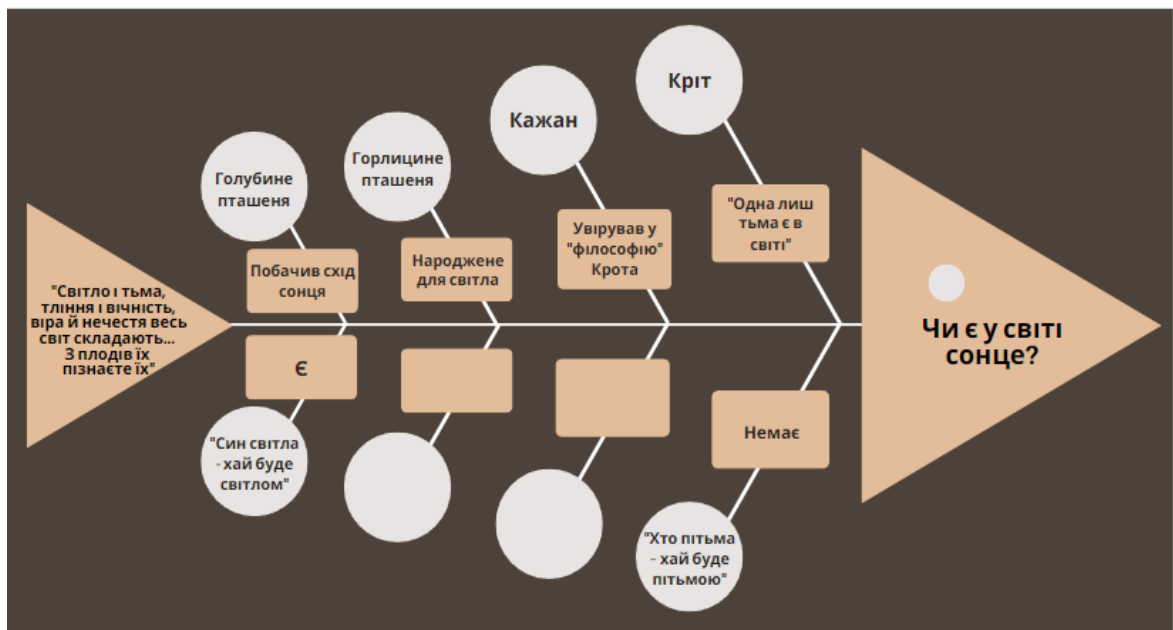 Кріт
Кажан
Горлицине
пташеня
Голубине
пташеня
"Одна лиш
тьма є в
світі"
Увірував у
"філософію"
Крота
Народжене
для світла
Побачив схід
сонця
"Світло і тьма,
тління і вічність,
віра й нечестя весь
світ складають...
З плодів їх
пізнаєте їх"
Чи є у світі
сонце?
Є
Немає
"Син світла
- хай буде
світлом"
"Хто пітьма
- хай буде
пітьмою"